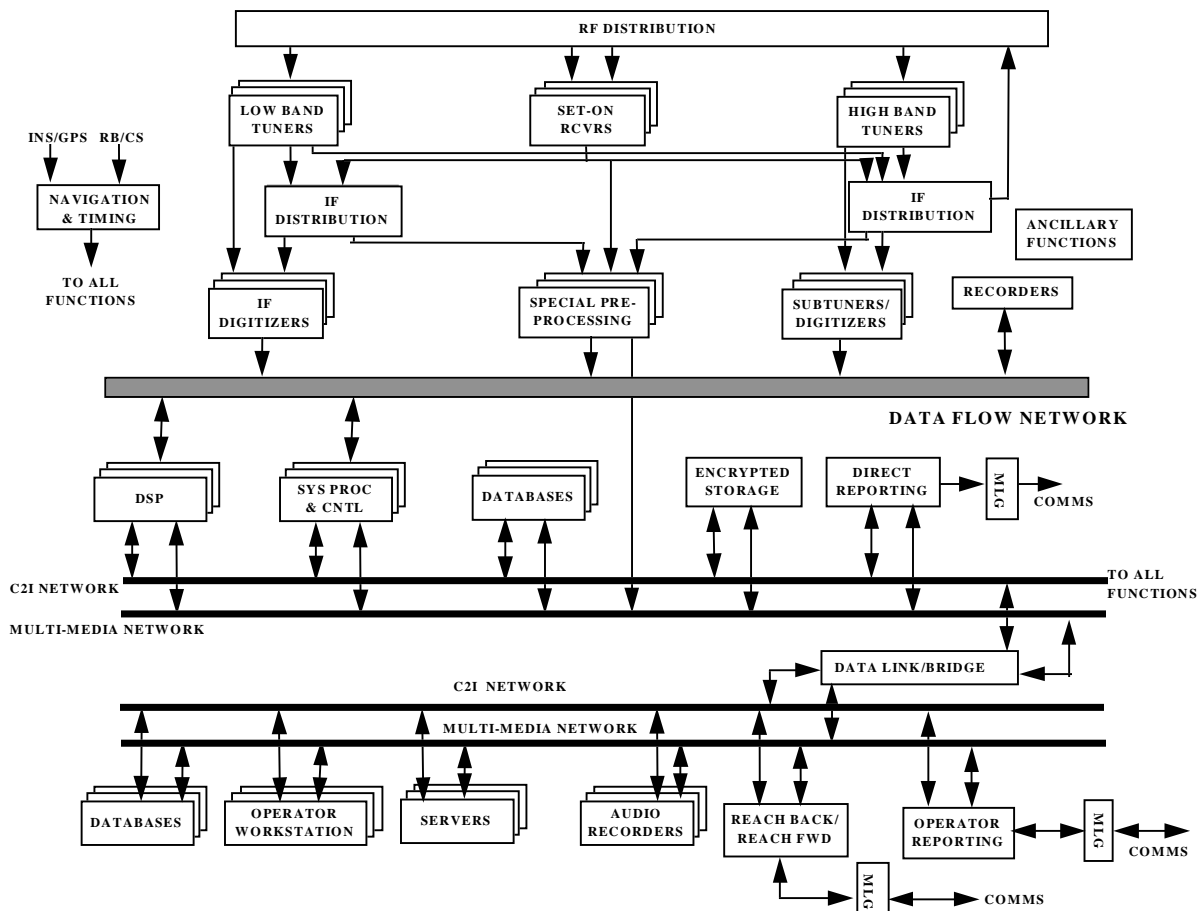 RF DISTRIBUTION
LOW BAND
TUNERS
SET-ON
RCVRS
HIGH BAND
TUNERS
INS/GPS
RB/CS
NAVIGATION
& TIMING
TO ALL
FUNCTIONS
IF
DISTRIBUTION
IF
DISTRIBUTION
ANCILLARY
FUNCTIONS
IF
DIGITIZERS
SPECIAL PRE-
PROCESSING
SUBTUNERS/
DIGITIZERS
RECORDERS
DATA FLOW NETWORK
DSP
SYS PROC
& CNTL
DATABASES
ENCRYPTED
STORAGE
DIRECT
REPORTING
MLG
COMMS
C2I NETWORK
TO ALL
FUNCTIONS
MULTI-MEDIA NETWORK
DATA LINK/BRIDGE
C2I NETWORK
MULTI-MEDIA NETWORK
DATABASES
OPERATOR
WORKSTATION
SERVERS
AUDIO
RECORDERS
REACH BACK/
REACH FWD
OPERATOR
REPORTING
MLG
COMMS
MLG
COMMS